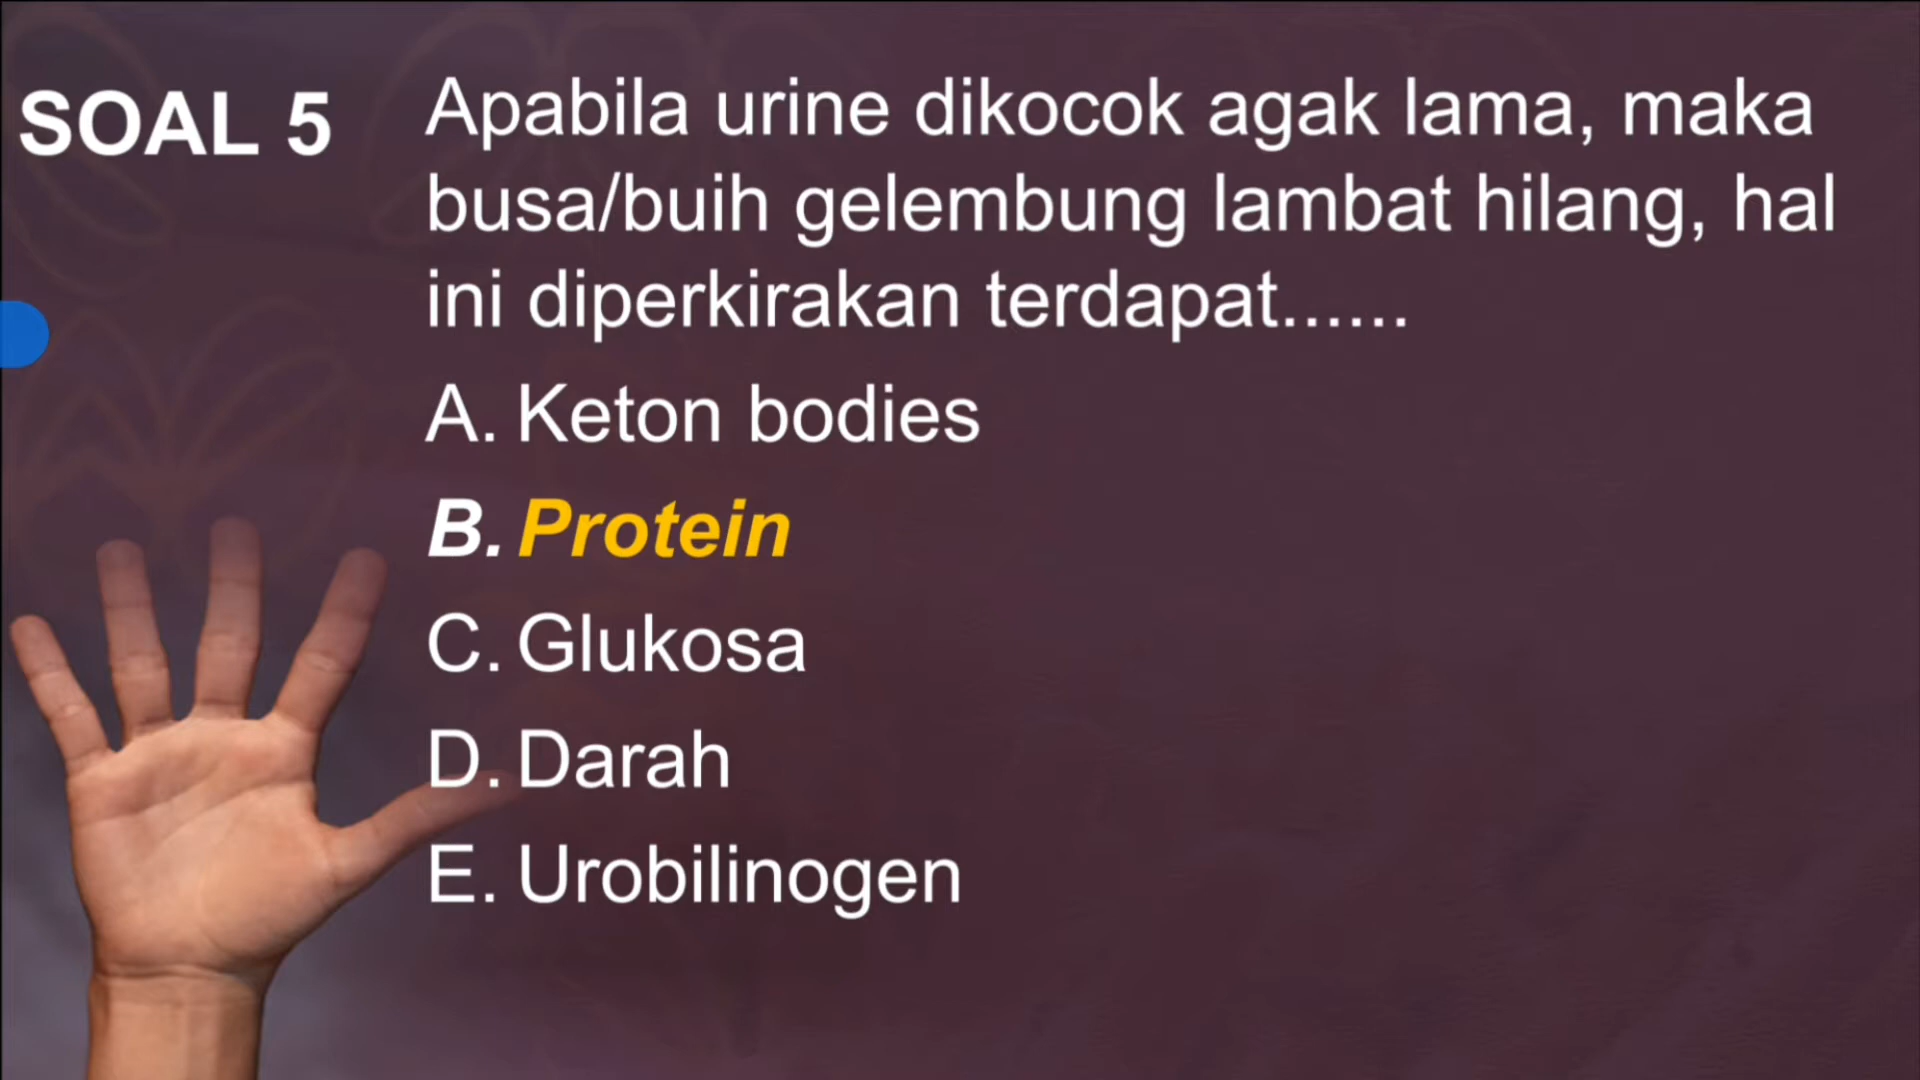 SOAL 5
Apabila urine dikocok agak lama, maka
busa/buih gelembung lambat hilang, hal
ini diperkirakan terdapat......
A. Keton bodies
B. Protein
C. Glukosa
D. Darah
E. Urobilinogen